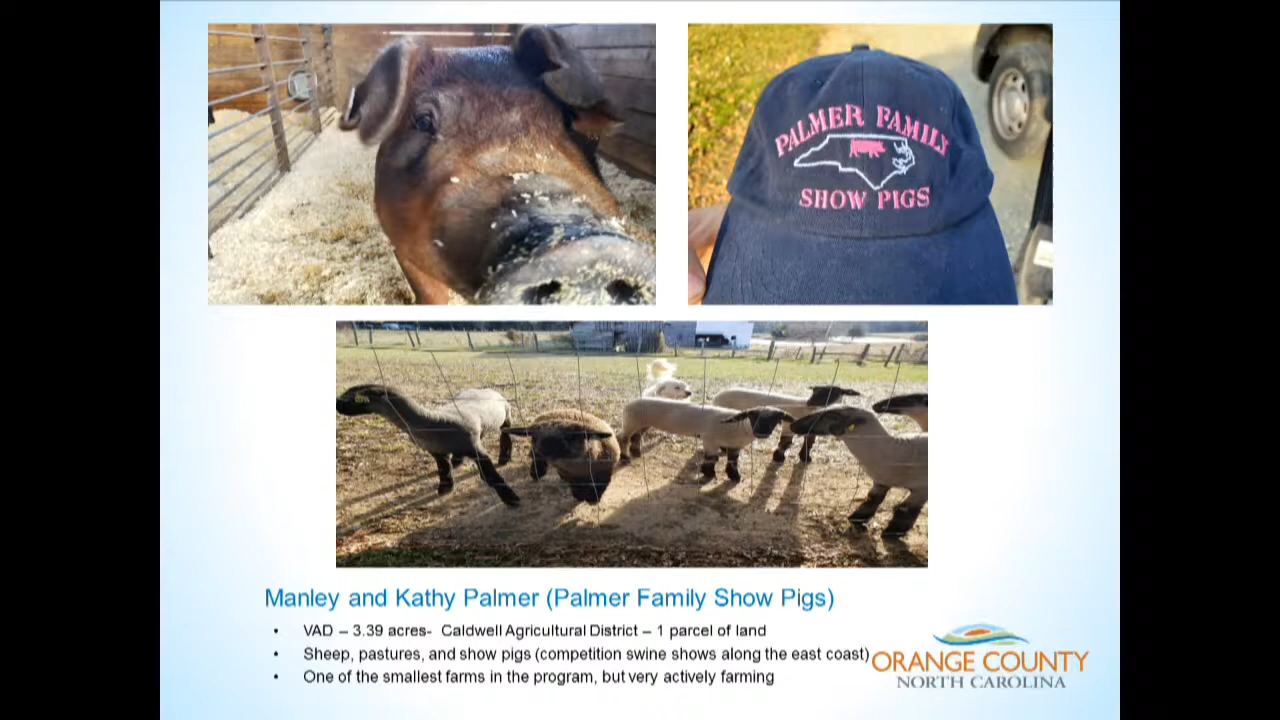 PALMER FAMILY
SHOW PIGS
Manley and Kathy Palmer (Palmer Family Show Pigs)
• VAD – 3.39 acres- Caldwell Agricultural District – 1 parcel of land
• Sheep, pastures, and show pigs (competition swine shows along the east coast)
• One of the smallest farms in the program, but very actively farming
ORANGE COUNTY
NORTH CAROLINA